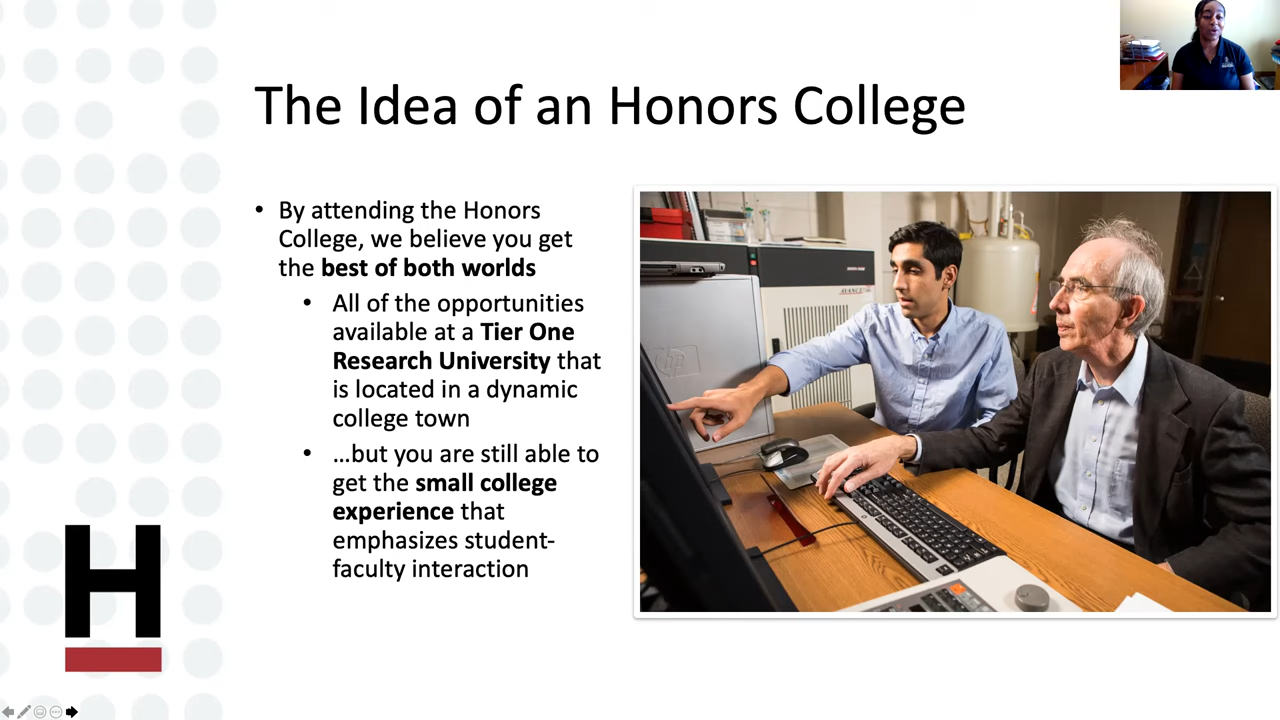 The Idea of an Honors College
• By attending the Honors
College, we believe you get
the best of both worlds
• All of the opportunities
available at a Tier One
Research University that
is located in a dynamic
college town
• …but you are still able to
get the small college
experience that
emphasizes student-
faculty interaction
H
hp